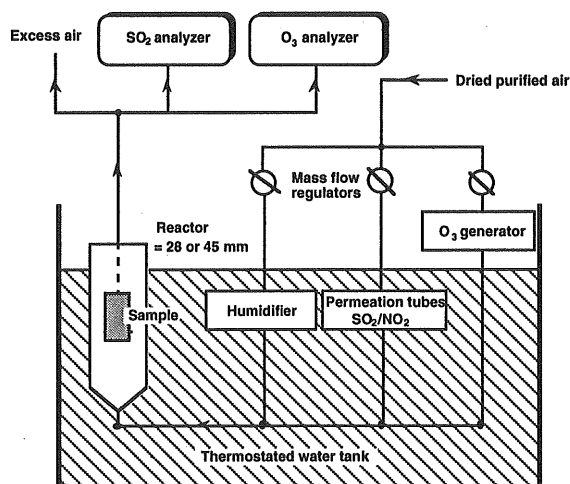 Excess air
SO₂ analyzer
O₃ analyzer
Dried purified air
Mass flow
regulators
Reactor
= 28 or 45 mm
O₃ generator
Sample
Humidifier
Permeation tubes
SO₂/NO₂
Thermostated water tank